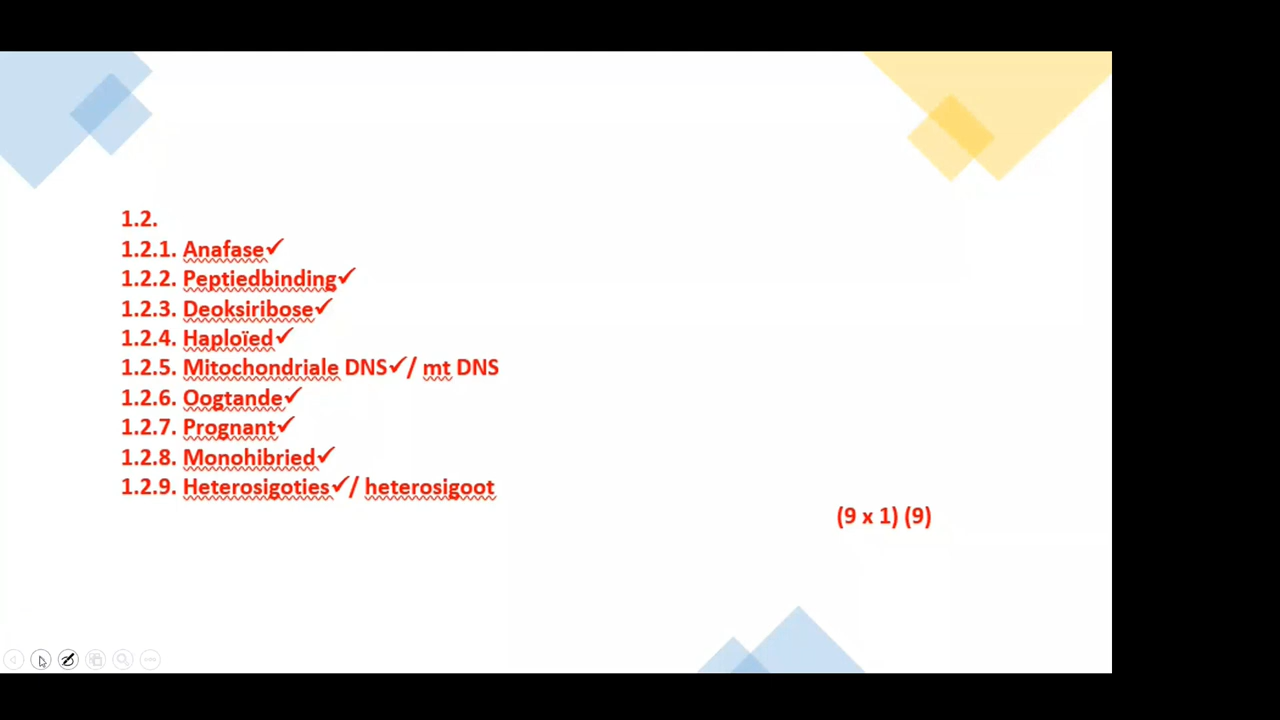 1.2.
1.2.1. Anafase✓
1.2.2. Peptiedbinding✓
1.2.3. Deoksiribose✓
1.2.4. Haploïed✓
1.2.5. Mitochondriale DNS✓/ mt DNS
1.2.6. Oogtande✓
1.2.7. Prognant✓
1.2.8. Monohibried✓
1.2.9. Heterosigoties✓/ heterosigoot
(9 x 1) (9)